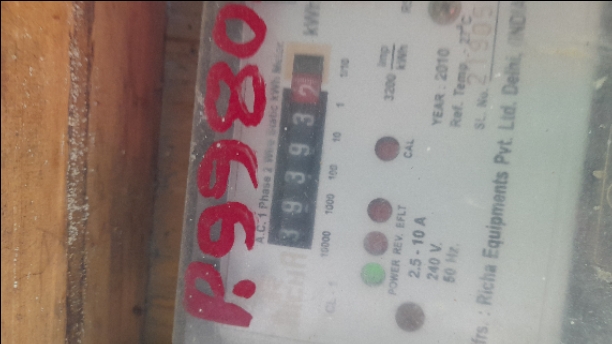 P.9980
A.C. 1 Phase 2 Wire Static kWh Meter
39393 kWh
10000 1000 100 10 1 1/10
CL - 1
3200 imp
kWh
POWER REV. EFLT CAL
2.5 - 10 A
240 V.
50 Hz.
YEAR : 2010
Ref. Temp. - 27°C
SL. No.
frs. : Richa Equipments Pvt. Ltd. Delhi, (INDIA